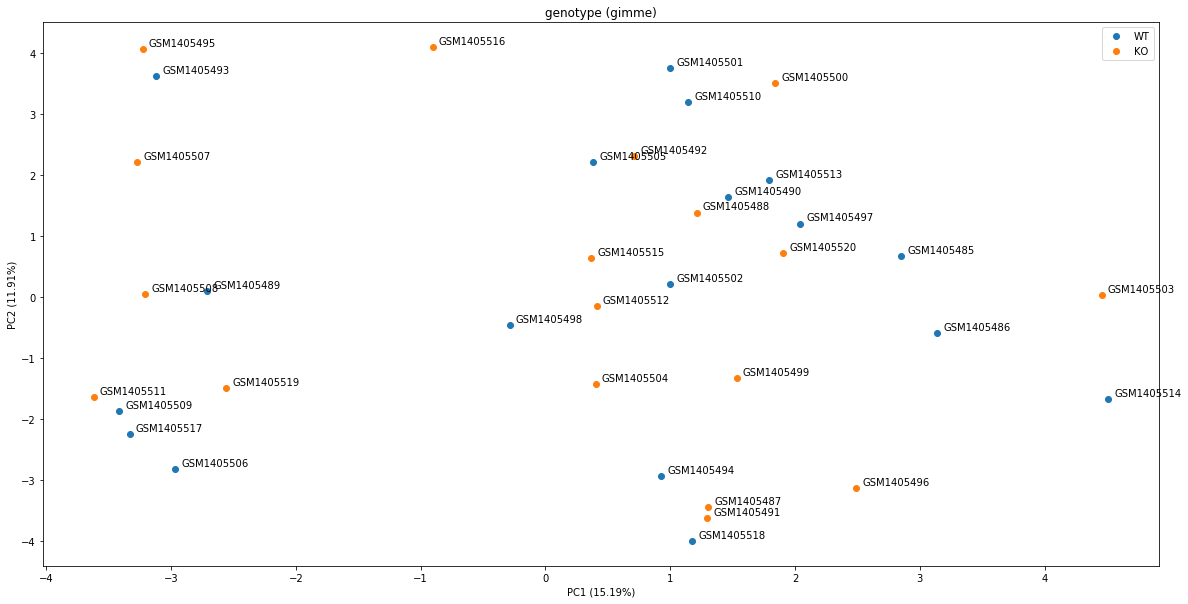 genotype (gimme)
WT
KO
GSM1405495
GSM1405516
GSM1405493
GSM1405501
GSM1405500
GSM1405510
GSM1405507
GSM1405505
GSM1405492
GSM1405513
GSM1405490
GSM1405488
GSM1405497
GSM1405515
GSM1405520
GSM1405485
GSM1405502
GSM1405508
GSM1405489
GSM1405503
GSM1405512
GSM1405498
GSM1405486
GSM1405519
GSM1405504
GSM1405499
GSM1405511
GSM1405509
GSM1405514
GSM1405517
GSM1405506
GSM1405494
GSM1405496
GSM1405487
GSM1405491
GSM1405518
4
3
2
1
0
−1
−2
−3
−4
PC2 (11.91%)
−4 −3 −2 −1 0 1 2 3 4
PC1 (15.19%)